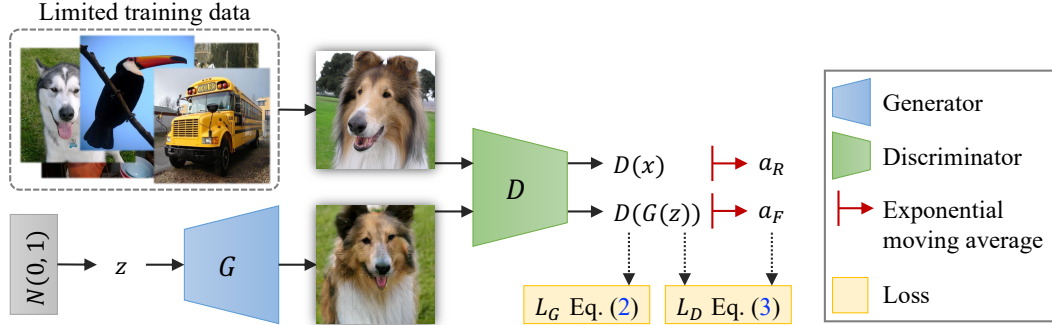 Limited training data
D(x)
a_R
D
D(G(z))
a_F
N(0, 1)
z
G
L_G Eq. (2)
L_D Eq. (3)
Generator
Discriminator
Exponential
moving average
Loss